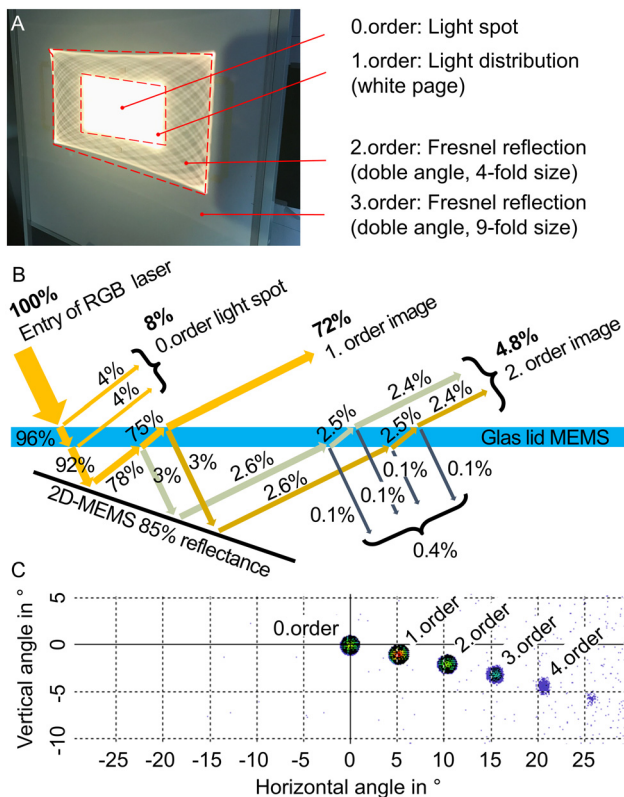 A
0.order: Light spot
1.order: Light distribution
(white page)
2.order: Fresnel reflection
(doble angle, 4-fold size)
3.order: Fresnel reflection
(doble angle, 9-fold size)
B
100%
Entry of RGB laser
8%
0.order light spot
72%
1. order image
4.8%
2. order image
4%
4%
2.4%
2.4%
96%
75%
2.5%
2.5%
Glas lid MEMS
92%
78%
3%
3%
2.6%
2.6%
0.1%
0.1%
0.1%
0.1%
0.4%
2D-MEMS 85% reflectance
C
Vertical angle in °
5
0
-5
-10
0.order
1.order
2.order
3.order
4.order
-25 -20 -15 -10 -5 0 5 10 15 20 25
Horizontal angle in °